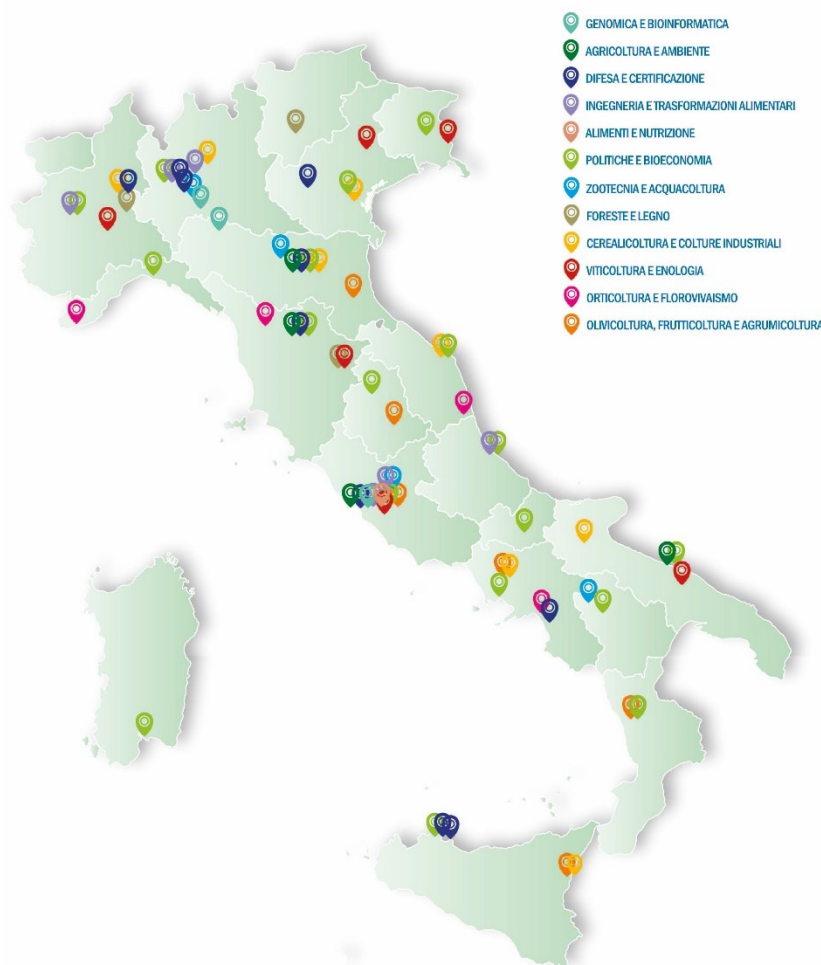 GENOMICA E BIOINFORMATICA
AGRICOLTURA E AMBIENTE
DIFESA E CERTIFICAZIONE
INGEGNERIA E TRASFORMAZIONI ALIMENTARI
ALIMENTI E NUTRIZIONE
POLITICHE E BIOECONOMIA
ZOOTECNIA E ACQUACOLTURA
FORESTE E LEGNO
CEREALICOLTURA E COLTURE INDUSTRIALI
VITICOLTURA E ENOLOGIA
ORTICOLTURA E FLOROVIVAISMO
OLIVICOLTURA, FRUTTICOLTURA E AGRUMICOLTURA